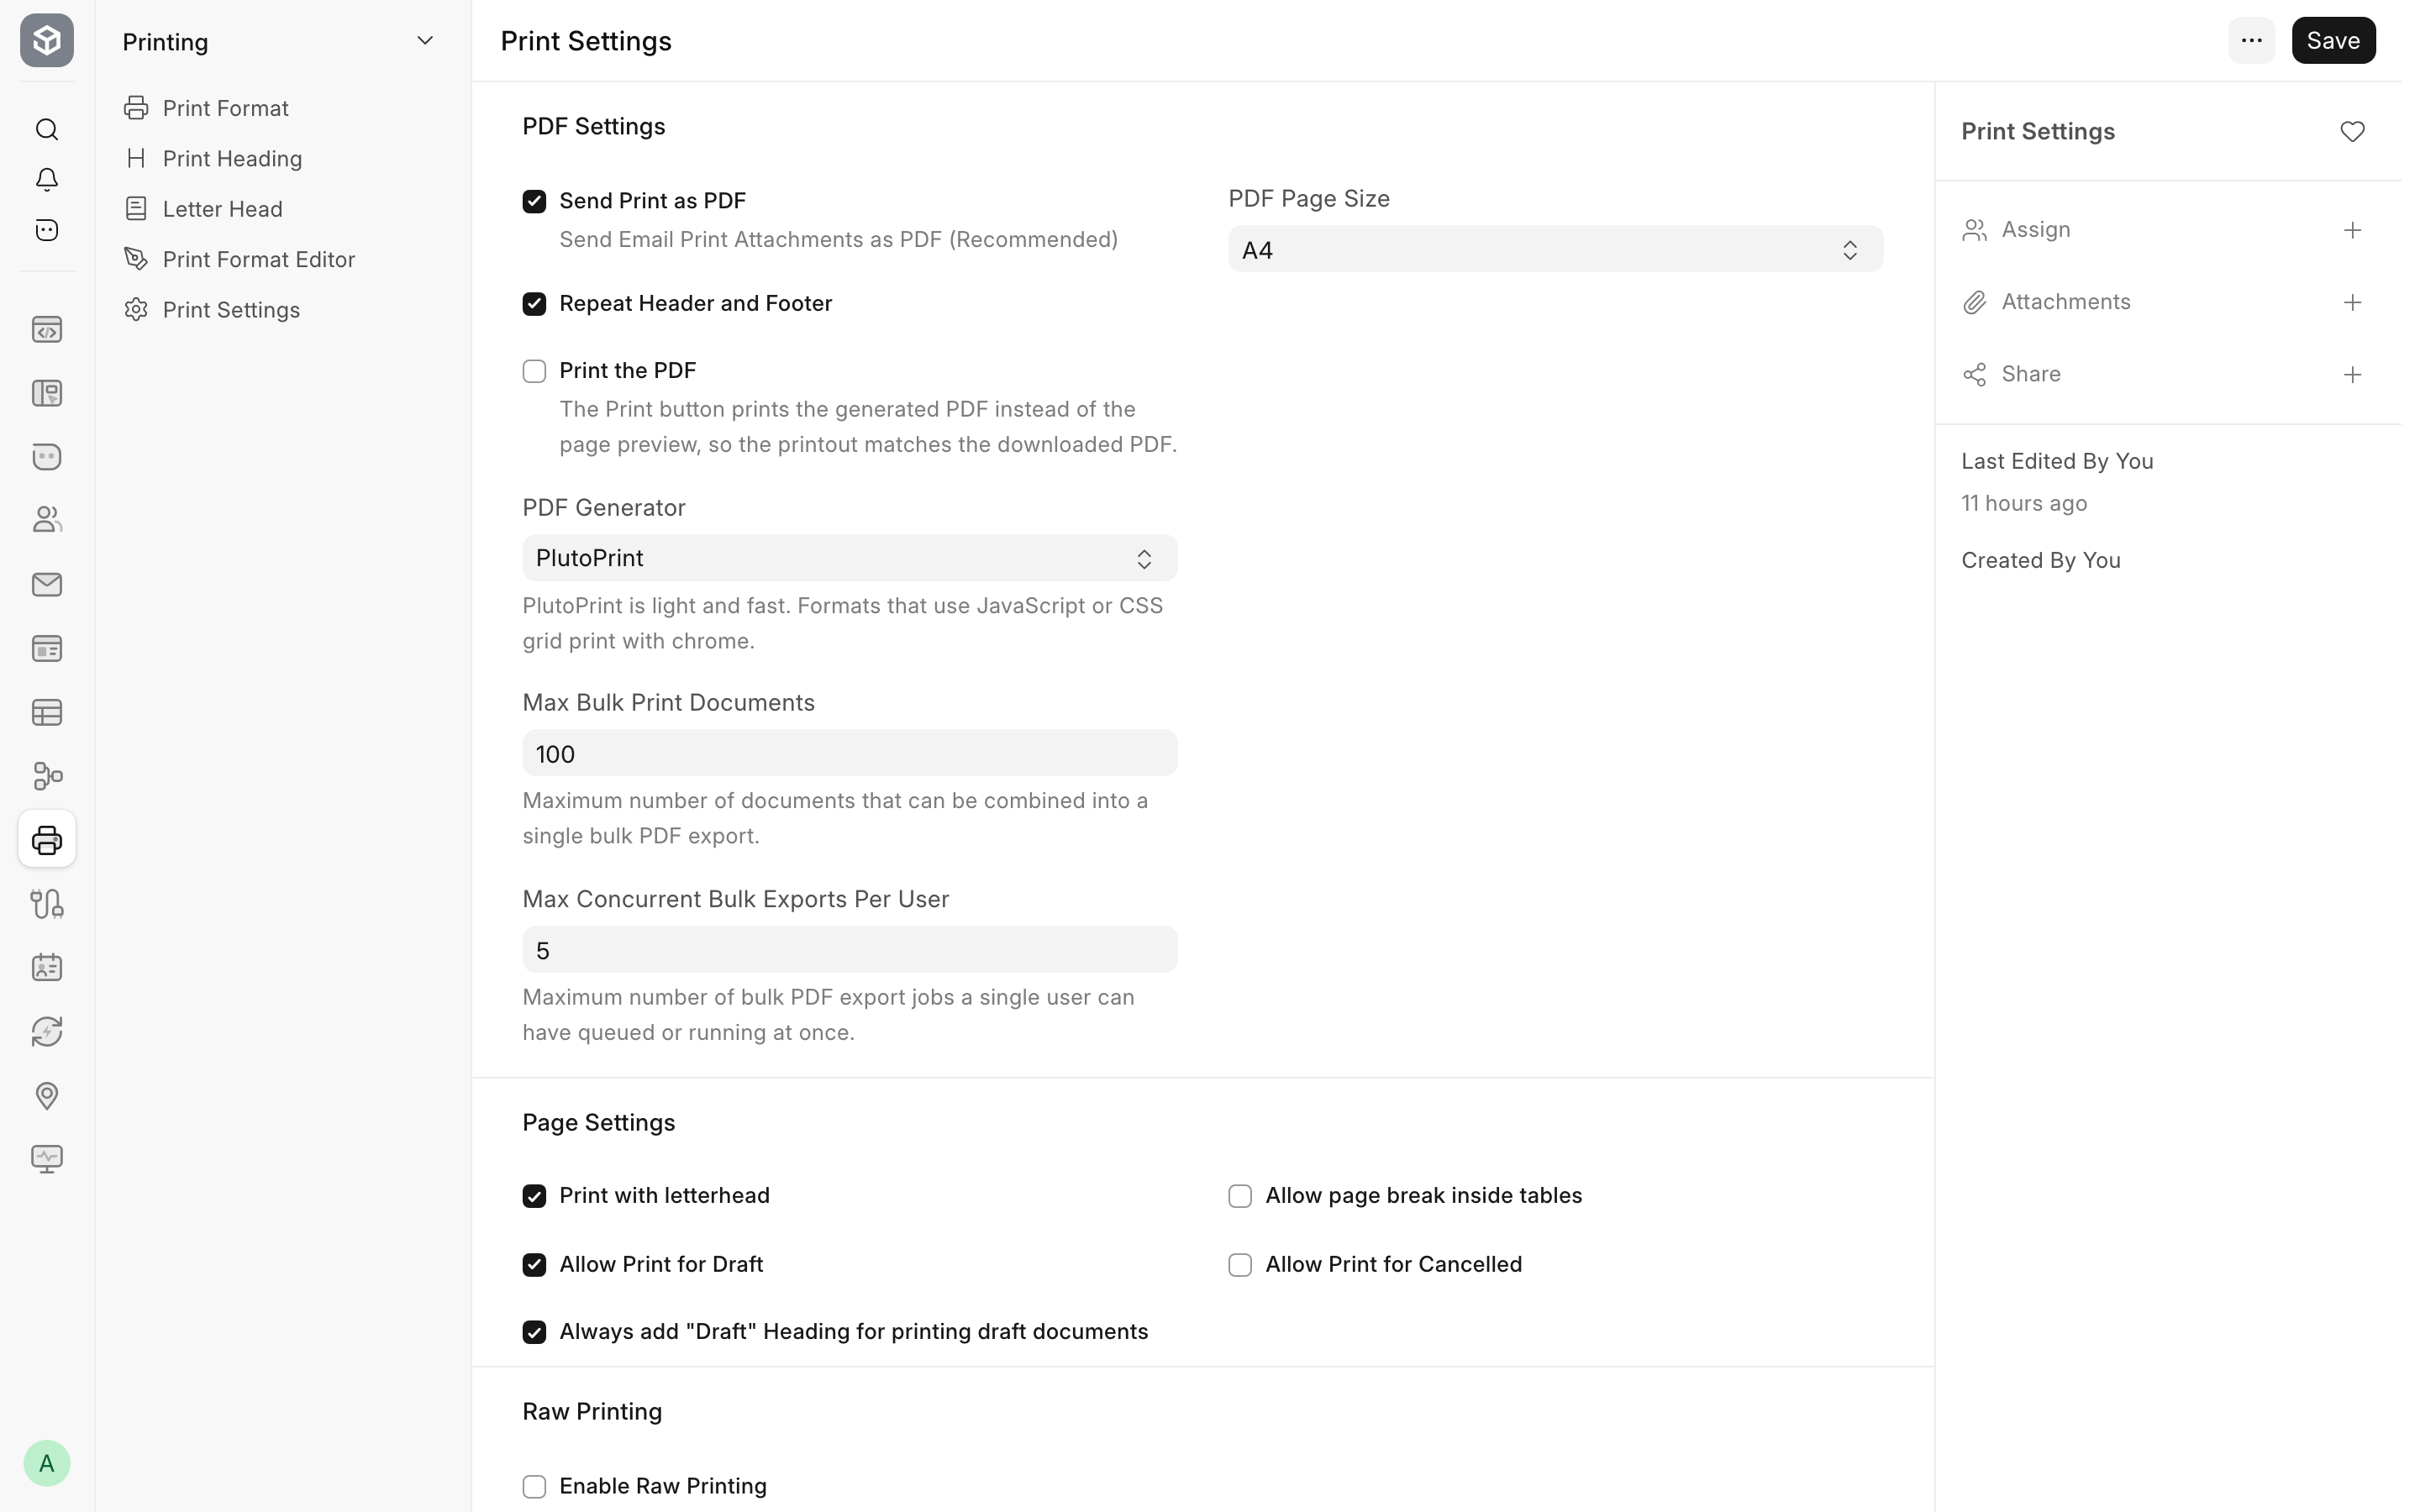 Printing
Print Format
Print Heading
Letter Head
Print Format Editor
Print Settings
A
Print Settings
Save
PDF Settings
Send Print as PDF
Send Email Print Attachments as PDF (Recommended)
Repeat Header and Footer
Print the PDF
The Print button prints the generated PDF instead of the
page preview, so the printout matches the downloaded PDF.
PDF Generator
PlutoPrint
PlutoPrint is light and fast. Formats that use JavaScript or CSS
grid print with chrome.
Max Bulk Print Documents
100
Maximum number of documents that can be combined into a
single bulk PDF export.
Max Concurrent Bulk Exports Per User
5
Maximum number of bulk PDF export jobs a single user can
have queued or running at once.
PDF Page Size
A4
Page Settings
Print with letterhead
Allow Print for Draft
Always add "Draft" Heading for printing draft documents
Allow page break inside tables
Allow Print for Cancelled
Raw Printing
Enable Raw Printing
Print Settings
Assign
Attachments
Share
Last Edited By You
11 hours ago
Created By You